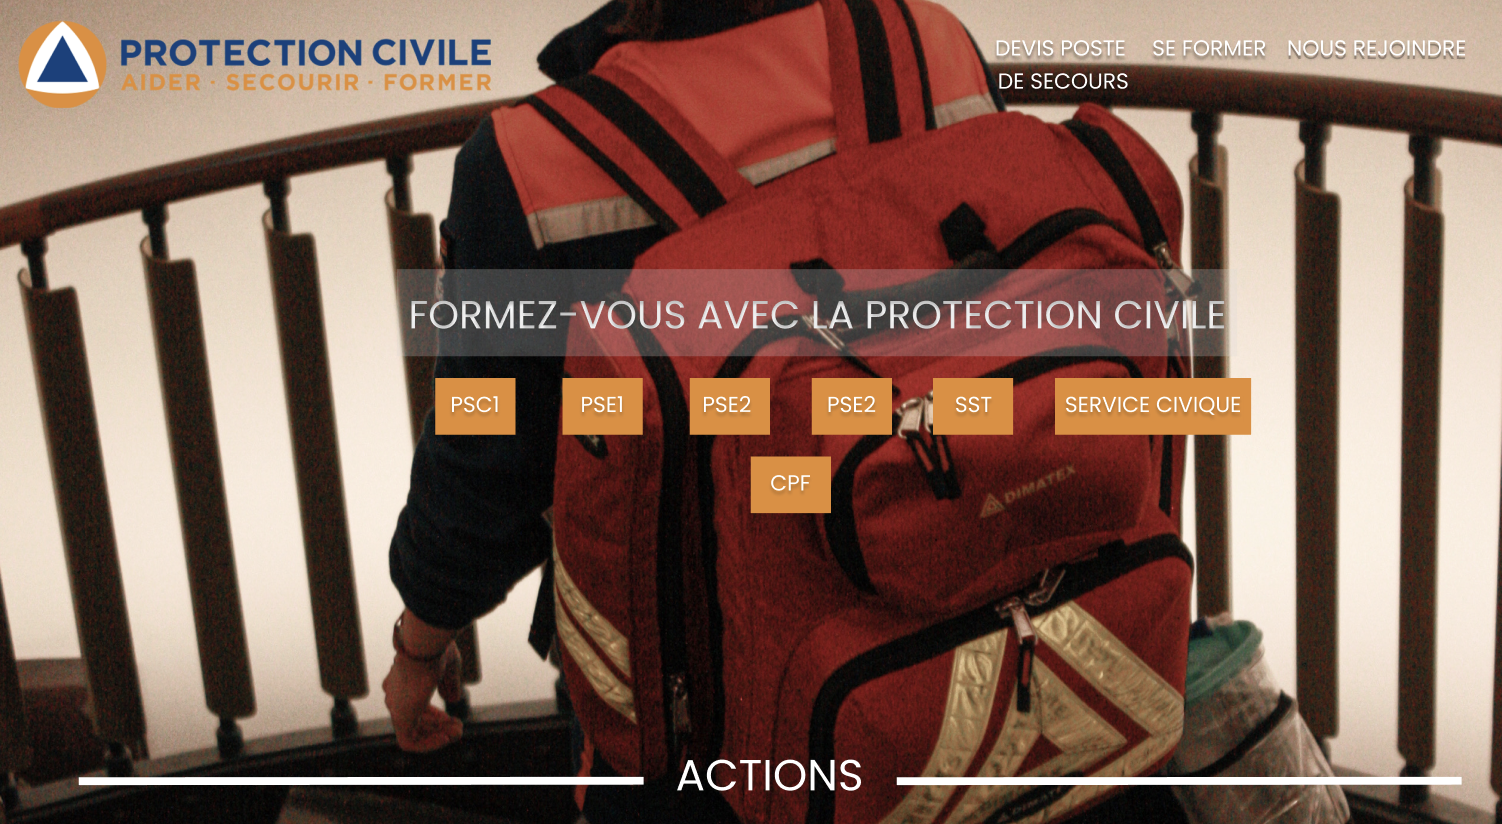 PROTECTION CIVILE
AIDER · SECOURIR · FORMER
DEVIS POSTE
DE SECOURS
SE FORMER
NOUS REJOINDRE
FORMEZ-VOUS AVEC LA PROTECTION CIVILE
PSC1
PSE1
PSE2
PSE2
SST
SERVICE CIVIQUE
CPF
DIMATEX
ACTIONS
DIMATEX